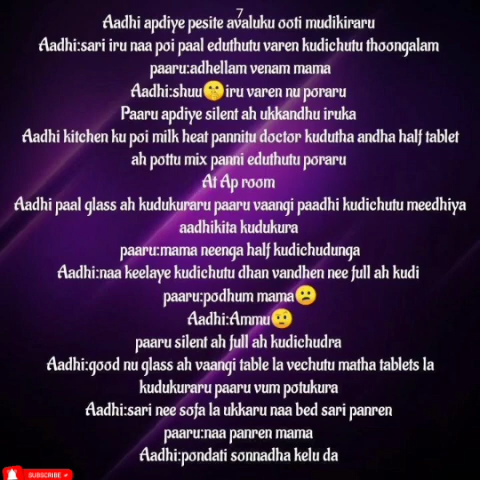 7
Aadhi apdiye pesite avaluku ooti mudikiraru
Aadhi:sari iru naa poi paal eduthutu varen kudichutu thoongalam
paaru:adhellam venam mama
Aadhi:shuu🤫iru varen nu poraru
Paaru apdiye silent ah ukkandhu iruka
Aadhi kitchen ku poi milk heat pannitu doctor kudutha andha half tablet
ah pottu mix panni eduthutu poraru
At Ap room
Aadhi paal glass ah kudukuraru paaru vaangi paadhi kudichutu meedhiya
aadhikita kudukura
paaru:mama neenga half kudichudunga
Aadhi:naa keelaye kudichutu dhan vandhen nee full ah kudi
paaru:podhum mama😕
Aadhi:Ammu😟
paaru silent ah full ah kudichudra
Aadhi:good nu glass ah vaangi table la vechutu matha tablets la
kudukuraru paaru vum potukura
Aadhi:sari nee sofa la ukkaru naa bed sari panren
paaru:naa panren mama
Aadhi:pondati sonnadha kelu da
SUBSCRIBE